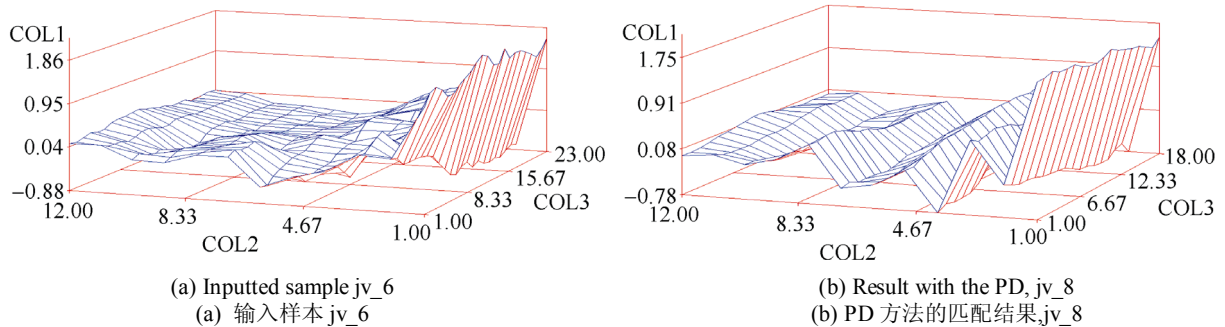 COL1
1.86
0.95
0.04
−0.88
12.00
8.33
4.67
1.00
COL2
1.00
8.33
15.67
23.00
COL3
(a) Inputted sample jv_6
(a) 输入样本 jv_6
COL1
1.75
0.91
0.08
−0.78
12.00
8.33
4.67
1.00
COL2
1.00
6.67
12.33
18.00
COL3
(b) Result with the PD, jv_8
(b) PD 方法的匹配结果,jv_8